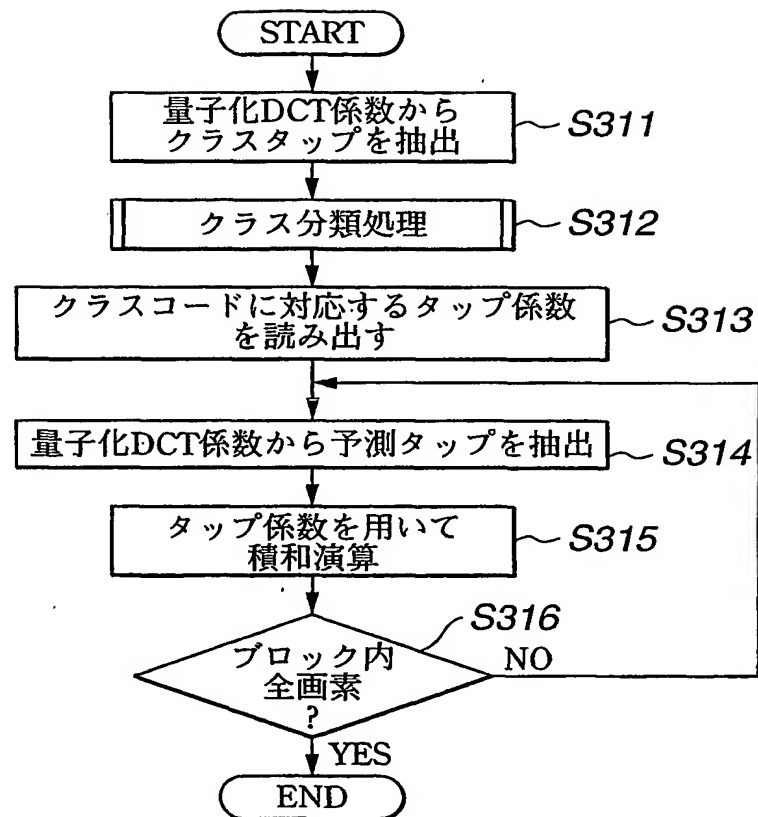 START
量子化DCT係数から
クラスタップを抽出
S311
クラス分類処理
S312
クラスコードに対応するタップ係数
を読み出す
S313
量子化DCT係数から予測タップを抽出
S314
タップ係数を用いて
積和演算
S315
S316
ブロック内
全画素
?
NO
YES
END